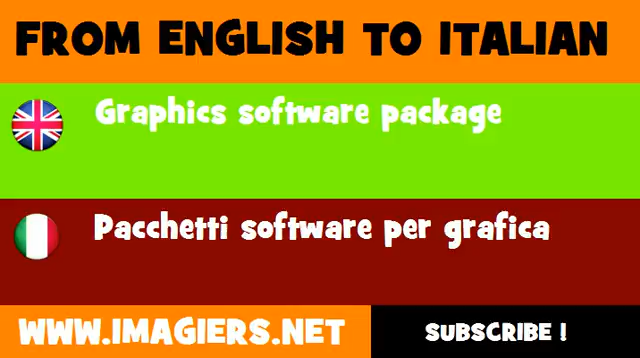 FROM ENGLISH TO ITALIAN
Graphics software package
Pacchetti software per grafica
WWW.IMAGIERS.NET
SUBSCRIBE !